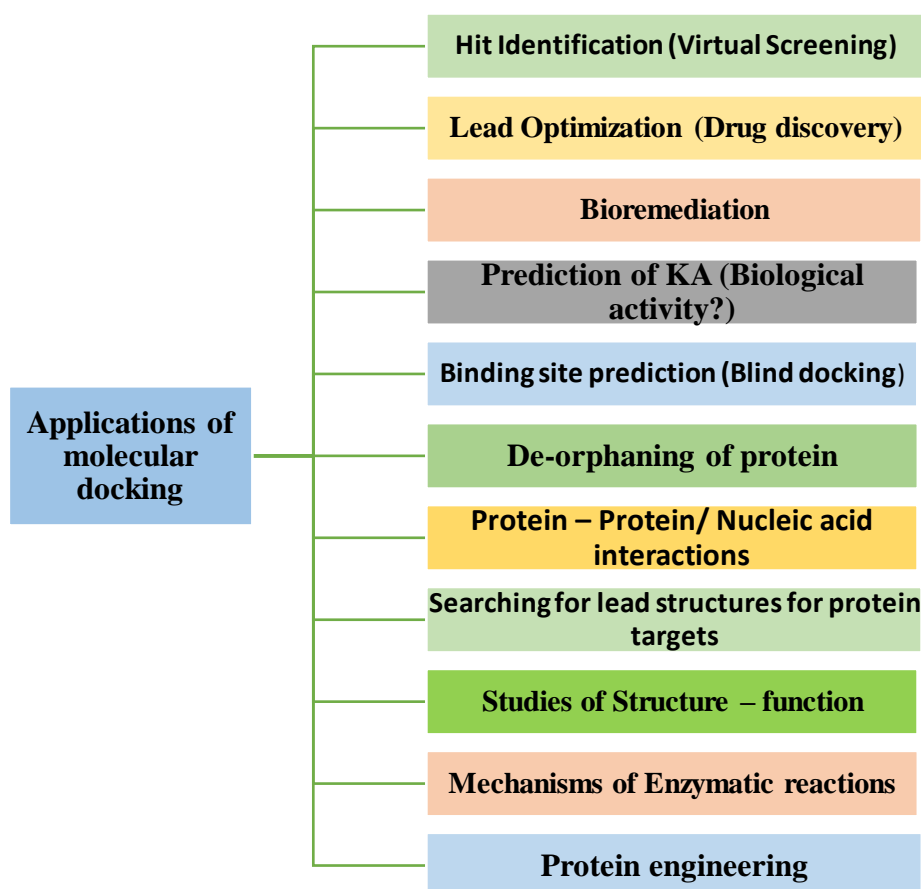 Hit Identification (Virtual Screening)
Lead Optimization (Drug discovery)
Bioremediation
Prediction of KA (Biological
activity?)
Binding site prediction (Blind docking)
Applications of
molecular
docking
De-orphaning of protein
Protein – Protein/ Nucleic acid
interactions
Searching for lead structures for protein
targets
Studies of Structure – function
Mechanisms of Enzymatic reactions
Protein engineering